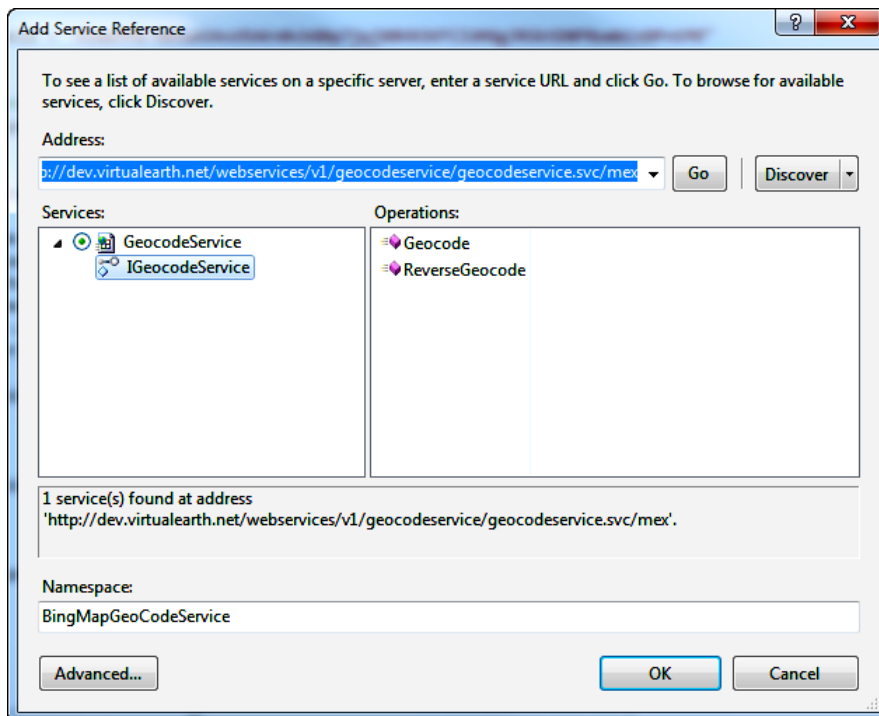 Add Service Reference
To see a list of available services on a specific server, enter a service URL and click Go. To browse for available
services, click Discover.
Address:
://dev.virtualearth.net/webservices/v1/geocodeservice/geocodeservice.svc/mex
Go
Discover
Services:
Operations:
GeocodeService
IGeocodeService
Geocode
ReverseGeocode
1 service(s) found at address
'http://dev.virtualearth.net/webservices/v1/geocodeservice/geocodeservice.svc/mex'.
Namespace:
BingMapGeoCodeService
Advanced...
OK
Cancel